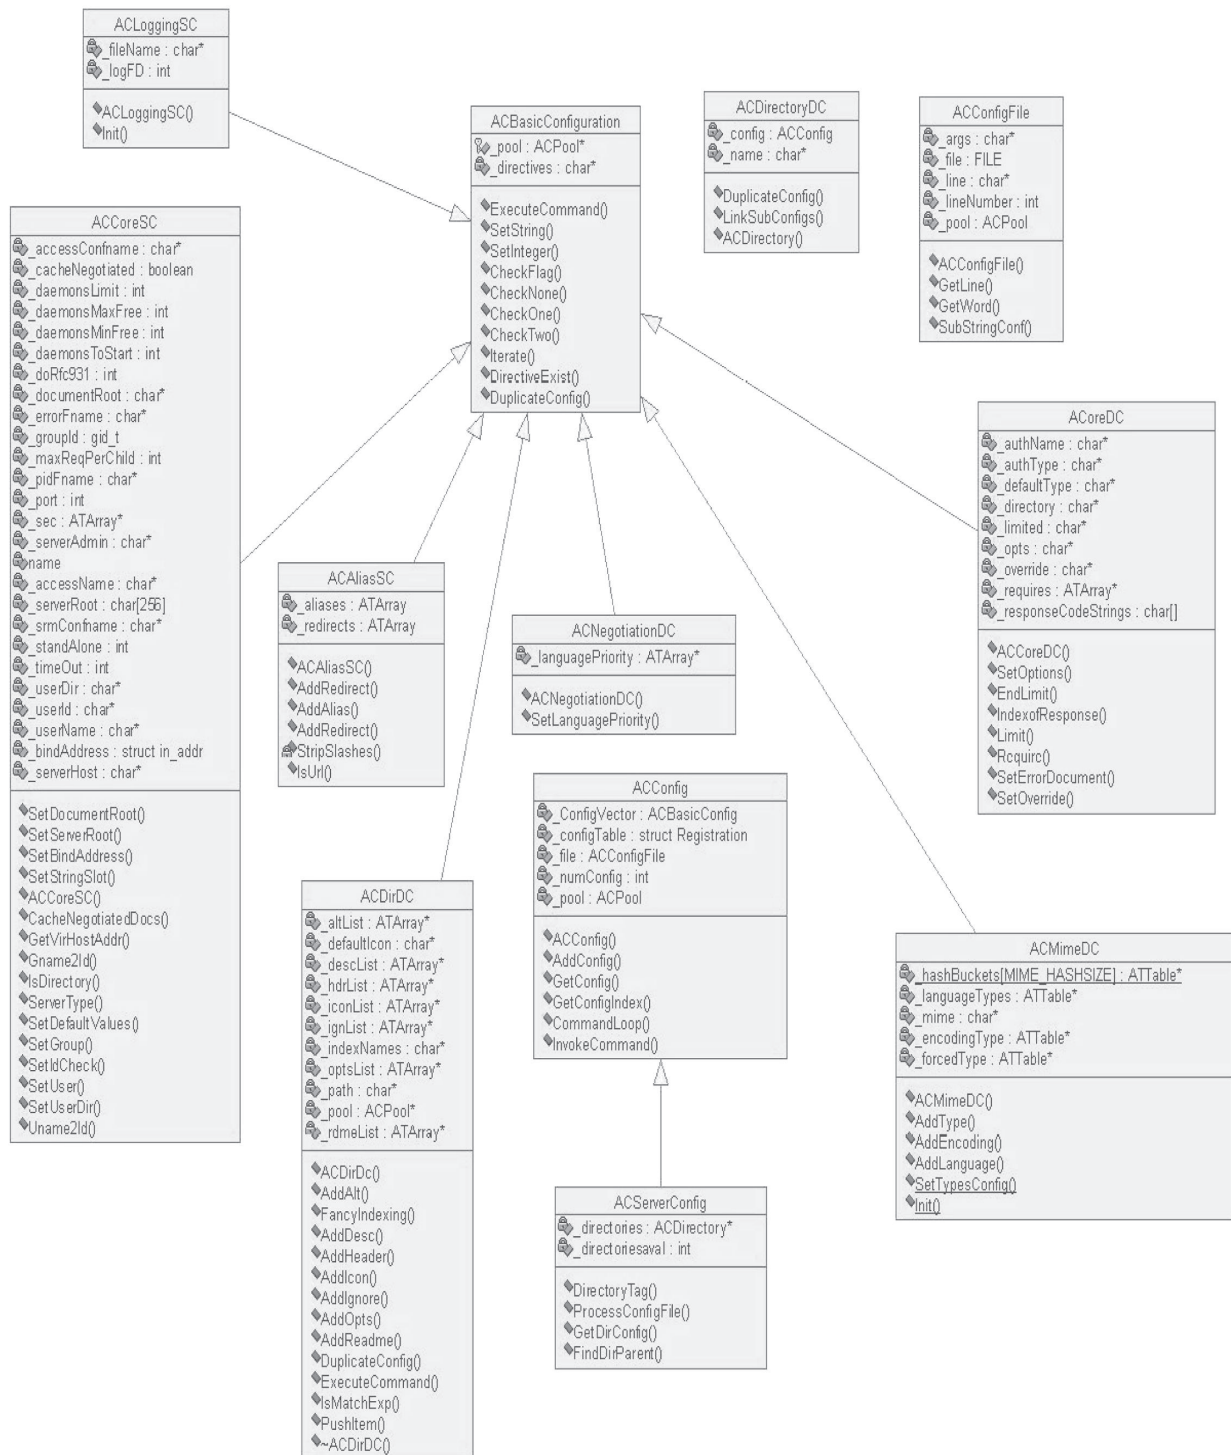 ACLoggingSC
_fileName : char*
_logFD : int
ACLoggingSC()
Init()
ACBasicConfiguration
_pool : ACPool*
_directives : char*
ExecuteCommand()
SetString()
SetInteger()
CheckFlag()
CheckNone()
CheckOne()
CheckTwo()
Iterate()
DirectiveExist()
DuplicateConfig()
ACDirectoryDC
_config : ACConfig
_name : char*
DuplicateConfig()
LinkSubConfigs()
ACDirectory()
ACConfigFile
_args : char*
_file : FILE
_line : char*
_lineNumber : int
_pool : ACPool
ACConfigFile()
GetLine()
GetWord()
SubStringConf()
ACCoreSC
_accessConfname : char*
_cacheNegotiated : boolean
_daemonsLimit : int
_daemonsMaxFree : int
_daemonsMinFree : int
_daemonsToStart : int
_doRfc931 : int
_documentRoot : char*
_errorFname : char*
_groupId : gid_t
_maxReqPerChild : int
_pidFname : char*
_port : int
_sec : ATArray*
_serverAdmin : char*
name
_accessName : char*
_serverRoot : char[256]
_srmConfname : char*
_standAlone : int
_timeOut : int
_userDir : char*
_userId : char*
_userName : char*
_bindAddress : struct in_addr
_serverHost : char*
SetDocumentRoot()
SetServerRoot()
SetBindAddress()
SetStringSlot()
ACCoreSC()
CacheNegotiatedDocs()
GetVirHostAddr()
Gname2Id()
IsDirectory()
ServerType()
SetDefaultValues()
SetGroup()
SetIdCheck()
SetUser()
SetUserDir()
Uname2Id()
ACAliasSC
_aliases : ATArray
_redirects : ATArray
ACAliasSC()
AddRedirect()
AddAlias()
AddRedirect()
StripSlashes()
IsUrl()
ACNegotiationDC
_languagePriority : ATArray*
ACNegotiationDC()
SetLanguagePriority()
ACoreDC
_authName : char*
_authType : char*
_defaultType : char*
_directory : char*
_limited : char*
_opts : char*
_override : char*
_requires : ATArray*
_responseCodeStrings : char[]
ACCoreDC()
SetOptions()
EndLimit()
IndexofResponse()
Limit()
Require()
SetErrorDocument()
SetOverride()
ACConfig
_ConfigVector : ACBasicConfig
_configTable : struct Registration
_file : ACConfigFile
_numConfig : int
_pool : ACPool
ACConfig()
AddConfig()
GetConfig()
GetConfigIndex()
CommandLoop()
InvokeCommand()
ACDirDC
_altList : ATArray*
_defaultIcon : char*
_descList : ATArray*
_hdrList : ATArray*
_iconList : ATArray*
_ignList : ATArray*
_indexNames : char*
_optsList : ATArray*
_path : char*
_pool : ACPool*
_rdmeList : ATArray*
ACDirDc()
AddAlt()
FancyIndexing()
AddDesc()
AddHeader()
AddIcon()
AddIgnore()
AddOpts()
AddReadme()
DuplicateConfig()
ExecuteCommand()
IsMatchExp()
PushItem()
~ACDirDC()
ACMimeDC
_hashBuckets[MIME_HASHSIZE] : ATTable*
_languageTypes : ATTable*
_mime : char*
_encodingType : ATTable*
_forcedType : ATTable*
ACMimeDC()
AddType()
AddEncoding()
AddLanguage()
SetTypesConfig()
Init()
ACServerConfig
_directories : ACDirectory*
_directoriesaval : int
DirectoryTag()
ProcessConfigFile()
GetDirConfig()
FindDirParent()